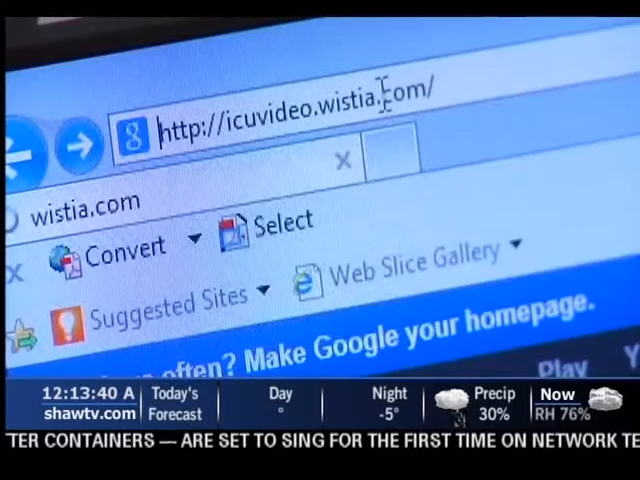 http://icuvideo.wistia.com/
wistia.com
Convert Select
Suggested Sites Web Slice Gallery
often? Make Google your homepage.
Play
12:13:40 A
shawtv.com
Today's
Forecast
Day
°
Night
-5°
Precip
30%
Now
RH 76%
TER CONTAINERS — ARE SET TO SING FOR THE FIRST TIME ON NETWORK TE